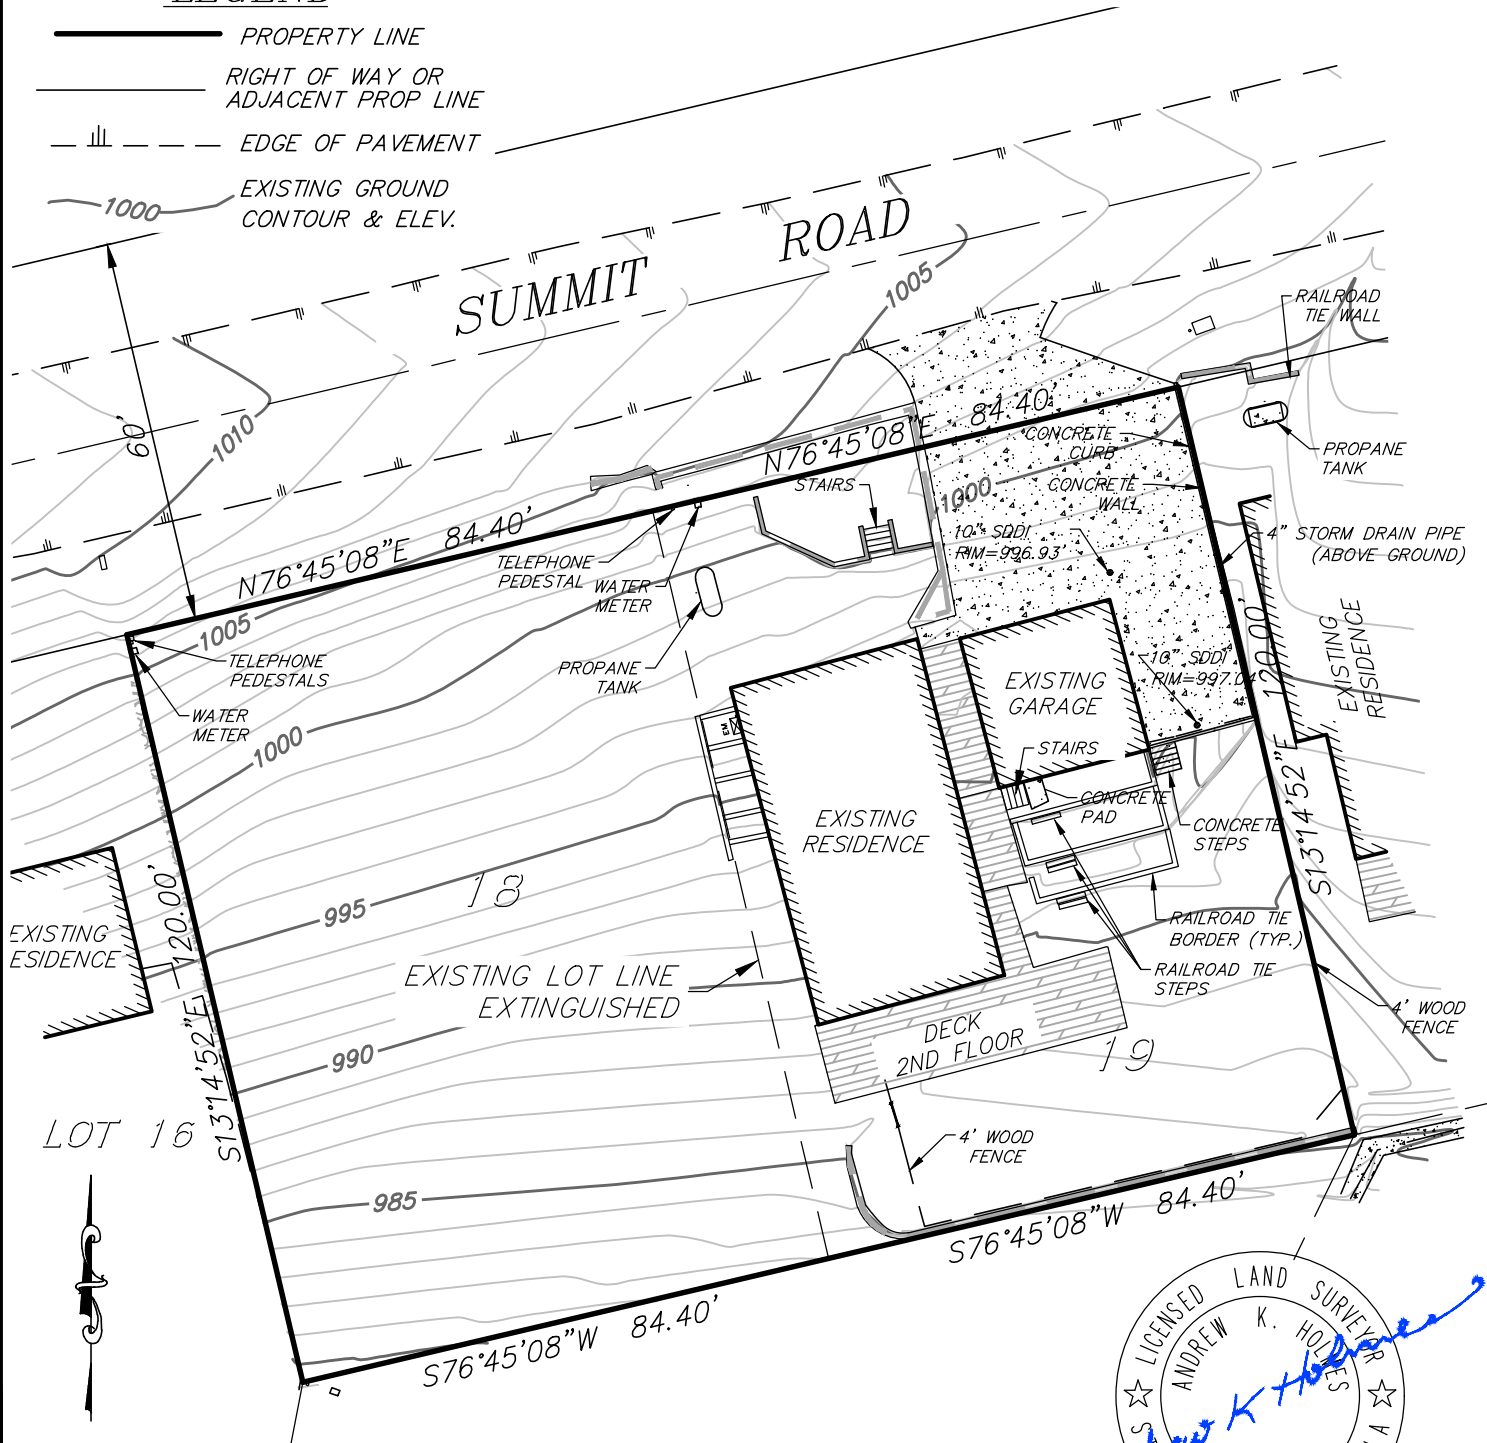 LEGEND
PROPERTY LINE
RIGHT OF WAY OR
ADJACENT PROP LINE
EDGE OF PAVEMENT
1000
EXISTING GROUND
CONTOUR & ELEV.
SUMMIT ROAD
60'
1010
1005
RAILROAD
TIE WALL
N76°45'08"E 84.40'
N76°45'08"E 84.40'
CONCRETE
CURB
PROPANE
TANK
STAIRS
CONCRETE
WALL
1000
10" SDDI
RIM=996.93'
4" STORM DRAIN PIPE
(ABOVE GROUND)
TELEPHONE
PEDESTAL
WATER
METER
1005
TELEPHONE
PEDESTALS
PROPANE
TANK
WATER
METER
1000
EXISTING
GARAGE
10" SDDI
RIM=997.04'
120.00'
EXISTING
RESIDENCE
EM
STAIRS
CONCRETE
PAD
CONCRETE
STEPS
S13°14'52"E
EXISTING
RESIDENCE
18
995
120.00'
EXISTING
ESIDENCE
RAILROAD TIE
BORDER (TYP.)
RAILROAD TIE
STEPS
EXISTING LOT LINE
EXTINGUISHED
4' WOOD
FENCE
990
DECK
2ND FLOOR
19
S13°14'52"E
LOT 16
4' WOOD
FENCE
985
S76°45'08"W 84.40'
S76°45'08"W 84.40'
LICENSED LAND SURVEYOR
ANDREW K. HOLMES
K Holmes